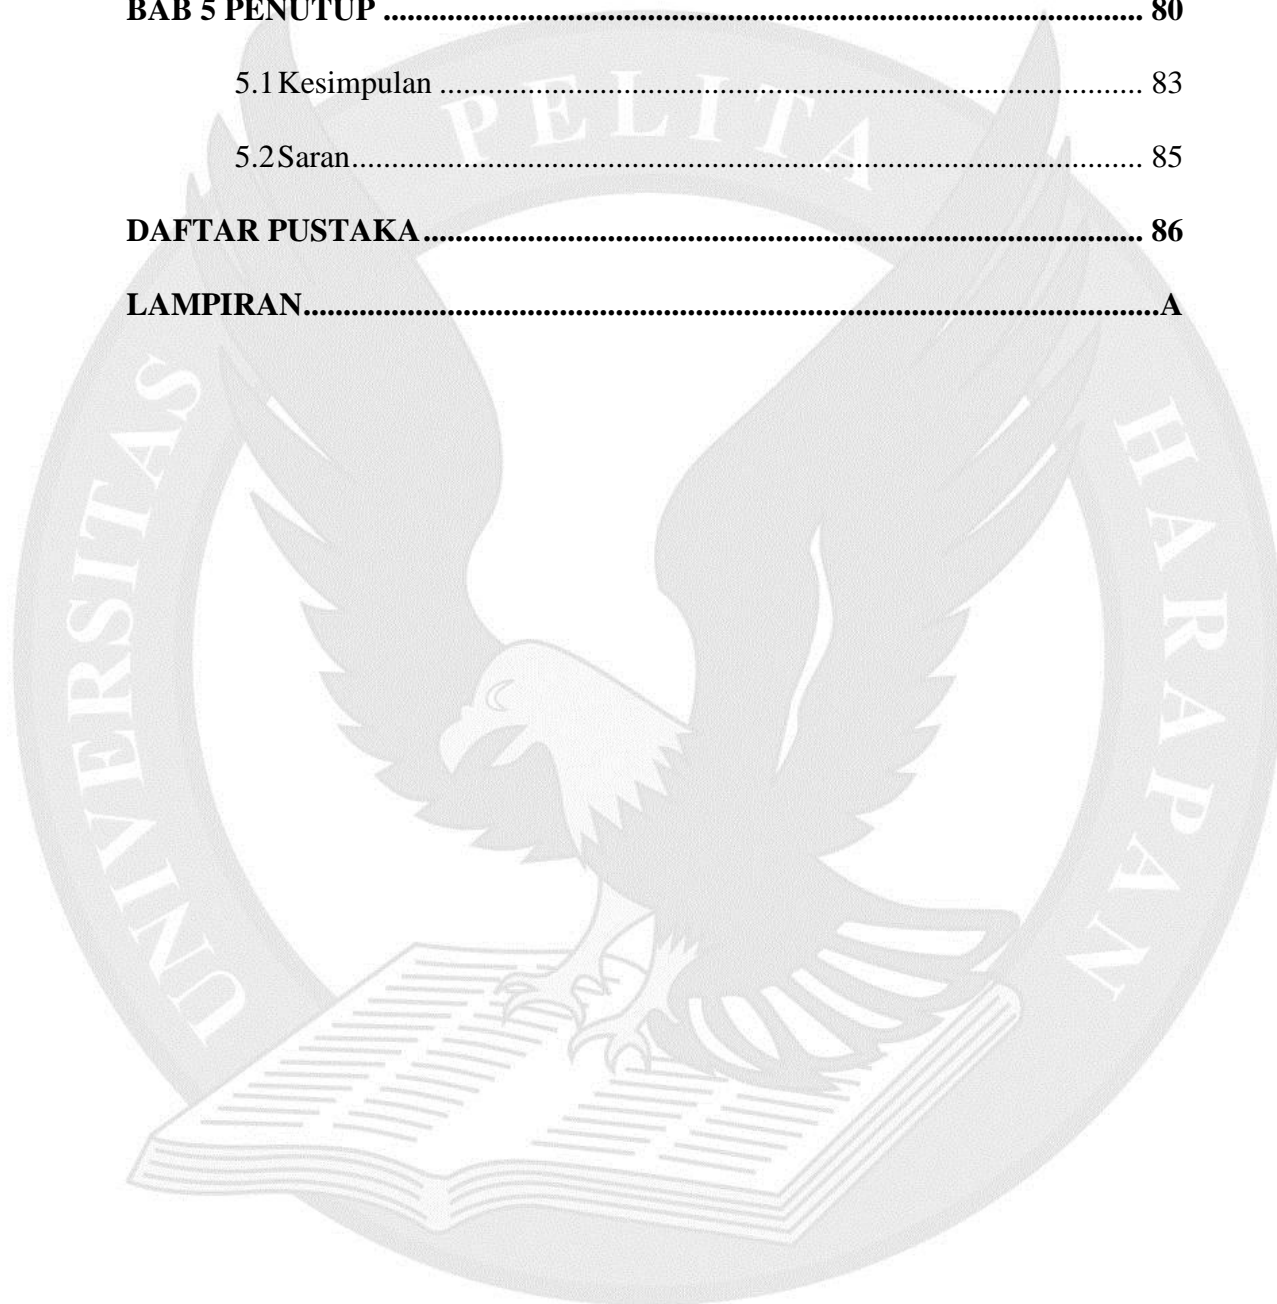 BAB 5 PENUTUP ................................................................................................ 80
5.1 Kesimpulan ......................................................................................... 83
5.2 Saran.................................................................................................... 85
DAFTAR PUSTAKA........................................................................................... 86
LAMPIRAN............................................................................................................A
UNIVERSITAS PELITA HARAPAN